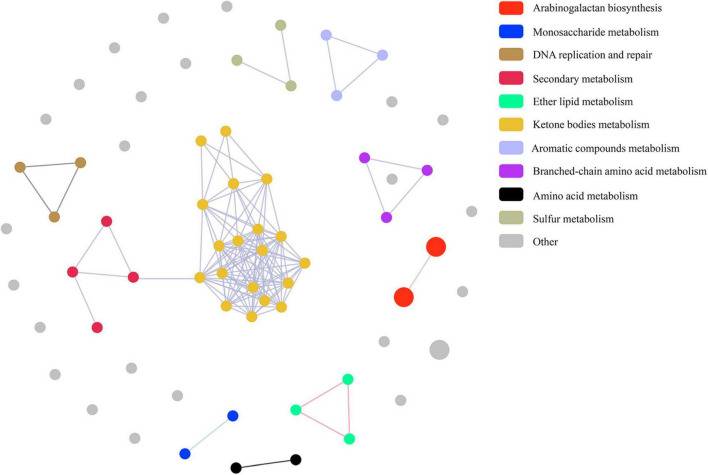 Arabinogalactan biosynthesis
Monosaccharide metabolism
DNA replication and repair
Secondary metabolism
Ether lipid metabolism
Ketone bodies metabolism
Aromatic compounds metabolism
Branched-chain amino acid metabolism
Amino acid metabolism
Sulfur metabolism
Other